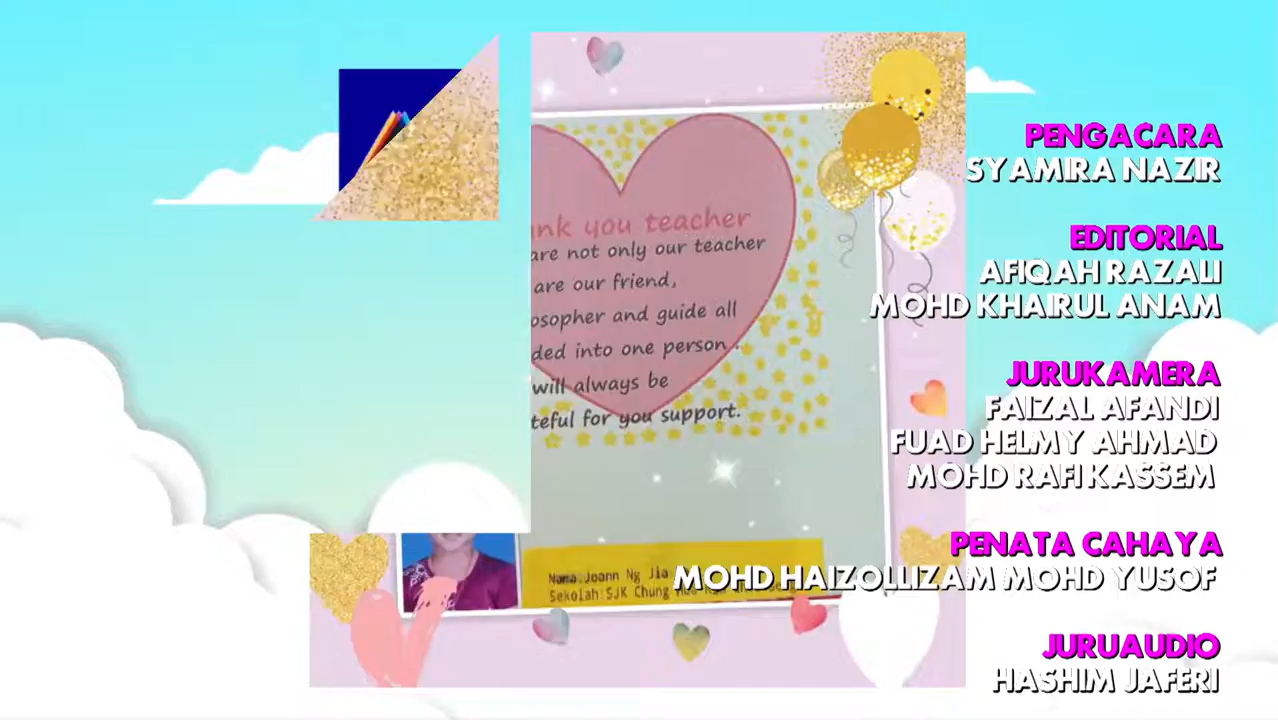 nk you teacher
are not only our teacher
are our friend,
osopher and guide all
ded into one person.
will always be
teful for you support.
Nama:Joann Ng Jia
Sekolah:SJK Chung
PENGACARA
SYAMIRA NAZIR
EDITORIAL
AFIQAH RAZALI
MOHD KHAIRUL ANAM
JURUKAMERA
FAIZAL AFANDI
FUAD HELMY AHMAD
MOHD RAFI KASSEM
PENATA CAHAYA
MOHD HAIZOLLIZAM MOHD YUSOF
JURUAUDIO
HASHIM JAFERI